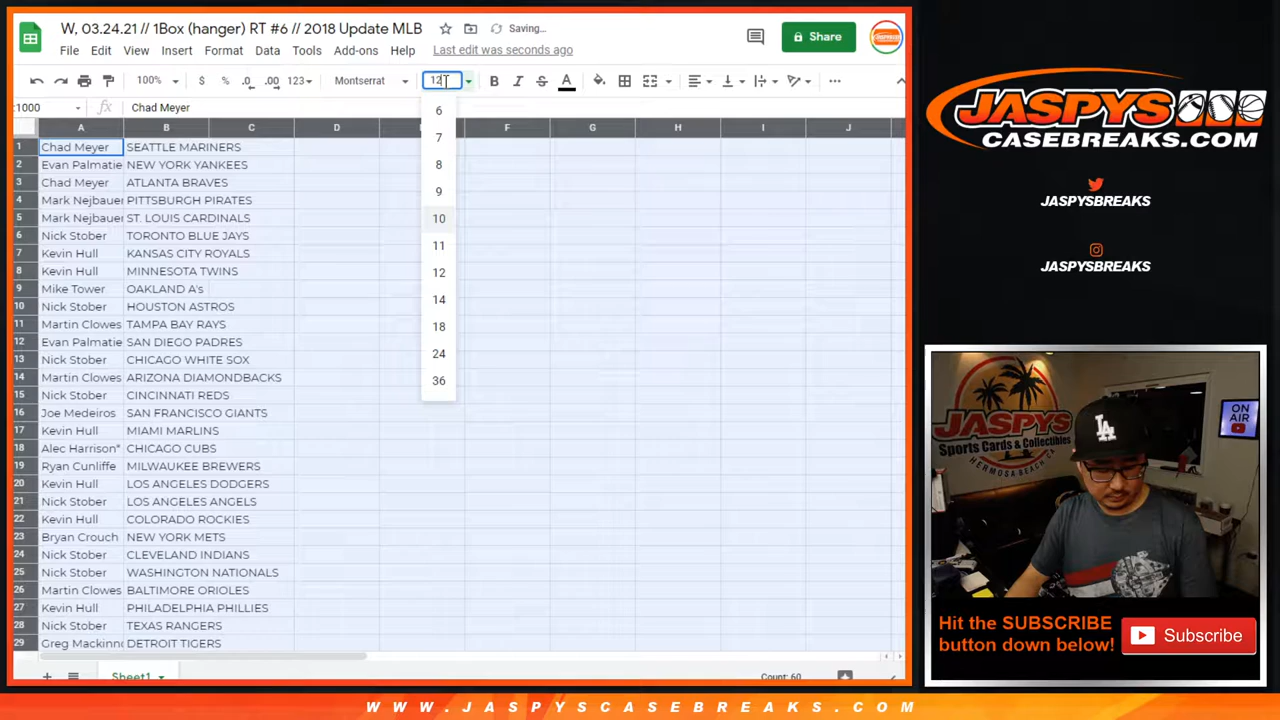 W, 03.24.21 // 1Box (hanger) RT #6 // 2018 Update MLB
Saving...
File Edit View Insert Format Data Tools Add-ons Help Last edit was seconds ago
Share
100% $ % .0 .00 123 Montserrat 12 B I S A
:1000 fx Chad Meyer
A B C D F G H I J
1 Chad Meyer SEATTLE MARINERS
2 Evan Palmatie NEW YORK YANKEES
3 Chad Meyer ATLANTA BRAVES
4 Mark Nejbauer PITTSBURGH PIRATES
5 Mark Nejbauer ST. LOUIS CARDINALS
6 Nick Stober TORONTO BLUE JAYS
7 Kevin Hull KANSAS CITY ROYALS
8 Kevin Hull MINNESOTA TWINS
9 Mike Tower OAKLAND A's
10 Nick Stober HOUSTON ASTROS
11 Martin Clowes TAMPA BAY RAYS
12 Evan Palmatie SAN DIEGO PADRES
13 Nick Stober CHICAGO WHITE SOX
14 Martin Clowes ARIZONA DIAMONDBACKS
15 Nick Stober CINCINNATI REDS
16 Joe Medeiros SAN FRANCISCO GIANTS
17 Kevin Hull MIAMI MARLINS
18 Alec Harrison* CHICAGO CUBS
19 Ryan Cunliffe MILWAUKEE BREWERS
20 Kevin Hull LOS ANGELES DODGERS
21 Nick Stober LOS ANGELES ANGELS
22 Kevin Hull COLORADO ROCKIES
23 Bryan Crouch NEW YORK METS
24 Nick Stober CLEVELAND INDIANS
25 Nick Stober WASHINGTON NATIONALS
26 Martin Clowes BALTIMORE ORIOLES
27 Kevin Hull PHILADELPHIA PHILLIES
28 Nick Stober TEXAS RANGERS
29 Greg Mackinno DETROIT TIGERS
6
7
8
9
10
11
12
14
18
24
36
Sheet1
Count: 60
JASPYS
CASEBREAKS.COM
JASPYSBREAKS
JASPYSBREAKS
JASPYS
Sports Cards & Collectibles
HERMOSA BEACH, CA
LA
ON
AIR
Hit the SUBSCRIBE
button down below!
Subscribe
WWW.JASPYSCASEBREAKS.COM